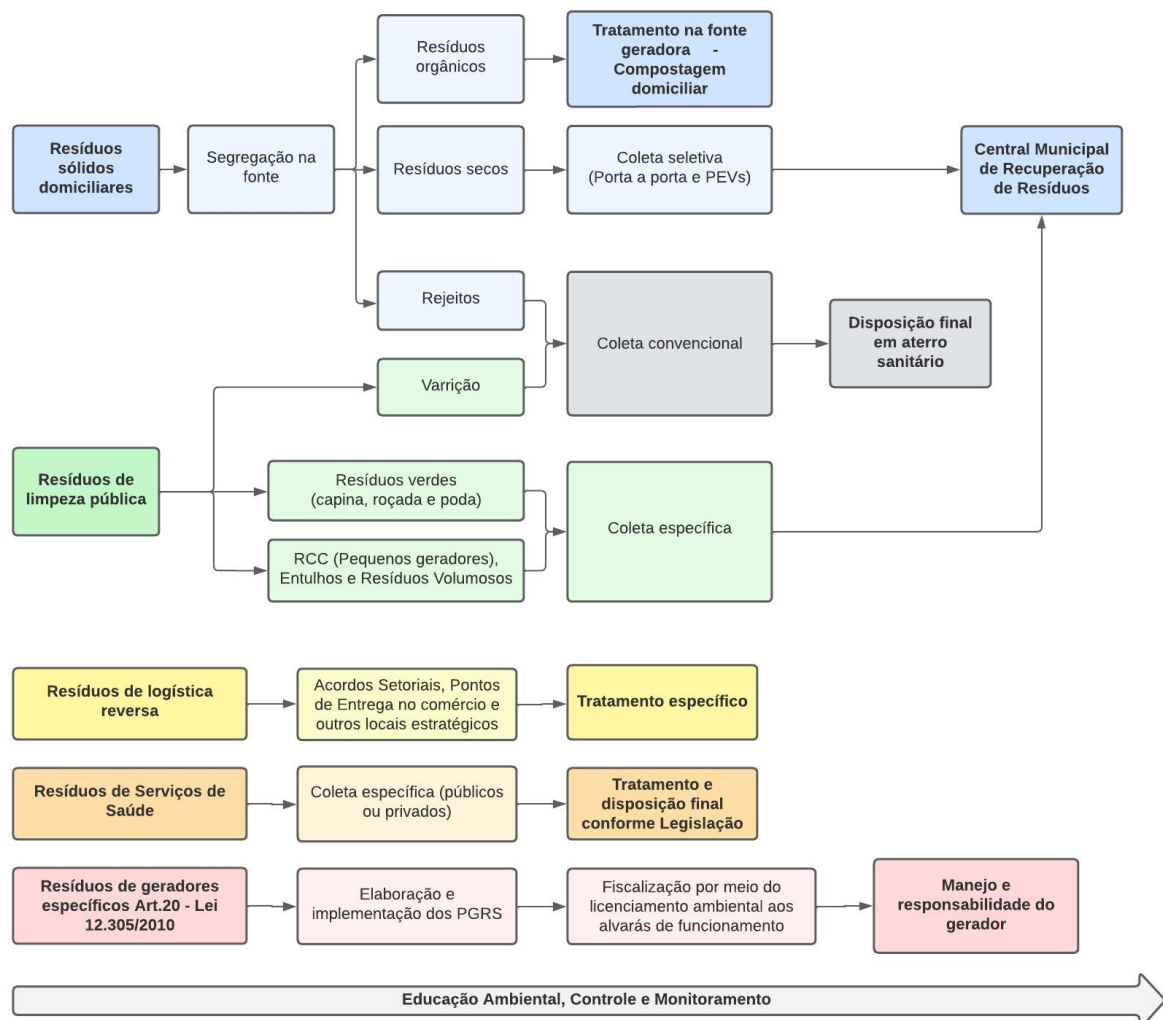 Resíduos
orgânicos
Tratamento na fonte
geradora -
Compostagem
domiciliar
Resíduos
sólidos
domiciliares
Segregação na
fonte
Resíduos secos
Coleta seletiva
(Porta a porta e PEVs)
Central Municipal
de Recuperação
de Resíduos
Rejeitos
Varrição
Coleta convencional
Disposição final
em aterro
sanitário
Resíduos de
limpeza pública
Resíduos verdes
(capina, roçada e poda)
RCC (Pequenos geradores),
Entulhos e Resíduos Volumosos
Coleta específica
Resíduos de logística
reversa
Acordos Setoriais, Pontos
de Entrega no comércio e
outros locais estratégicos
Tratamento específico
Resíduos de Serviços de
Saúde
Coleta específica (públicos
ou privados)
Tratamento e
disposição final
conforme Legislação
Resíduos de geradores
específicos Art.20 - Lei
12.305/2010
Elaboração e
implementação dos PGRS
Fiscalização por meio do
licenciamento ambiental aos
alvarás de funcionamento
Manejo e
responsabilidade do
gerador
Educação Ambiental, Controle e Monitoramento